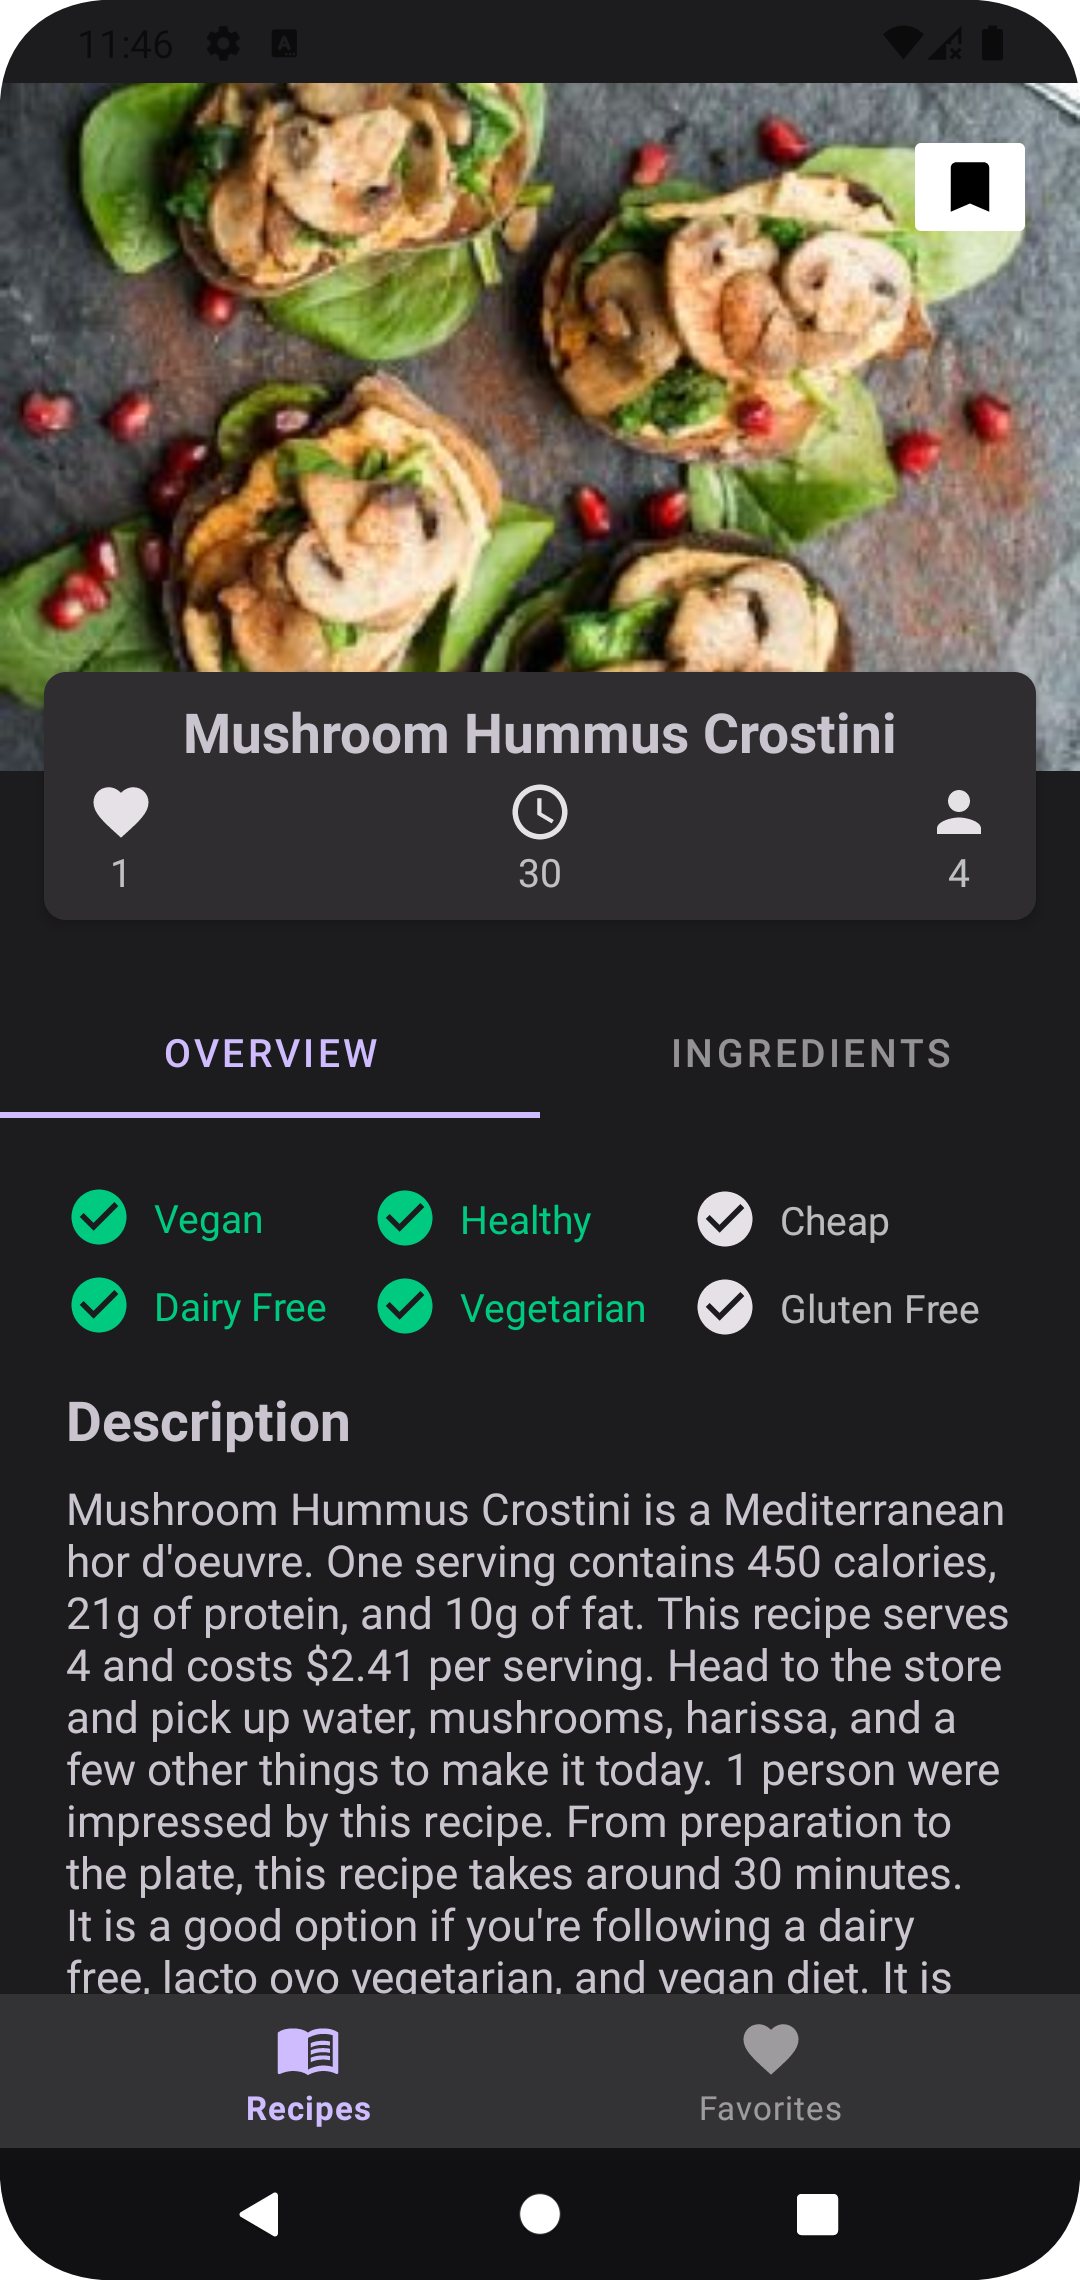 11:46
Mushroom Hummus Crostini
1 30 4
OVERVIEW INGREDIENTS
Vegan Healthy Cheap
Dairy Free Vegetarian Gluten Free
Description
Mushroom Hummus Crostini is a Mediterranean
hor d'oeuvre. One serving contains 450 calories,
21g of protein, and 10g of fat. This recipe serves
4 and costs $2.41 per serving. Head to the store
and pick up water, mushrooms, harissa, and a
few other things to make it today. 1 person were
impressed by this recipe. From preparation to
the plate, this recipe takes around 30 minutes.
It is a good option if you're following a dairy
free, lacto ovo vegetarian, and vegan diet. It is
Recipes Favorites